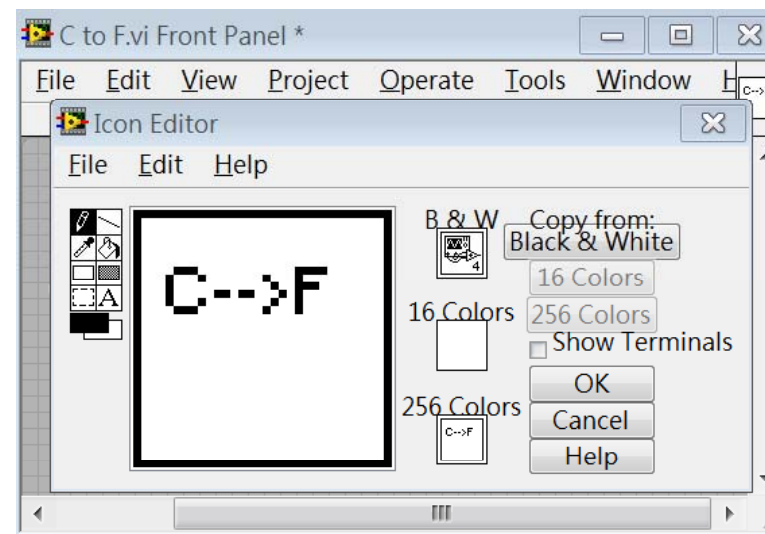 C to F.vi Front Panel *
File Edit View Project Operate Tools Window H
C-->
Icon Editor
File Edit Help
B & W Copy from:
Black & White
4
16 Colors
C-->F
16 Colors 256 Colors
Show Terminals
A
OK
256 Colors
Cancel
C-->F
Help